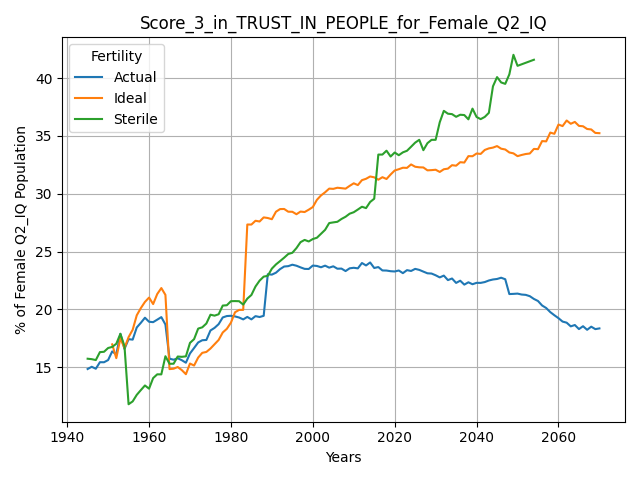 Score_3_in_TRUST_IN_PEOPLE_for_Female_Q2_IQ
Fertility
Actual
Ideal
Sterile
% of Female Q2_IQ Population
40
35
30
25
20
15
1940
1960
1980
2000
2020
2040
2060
Years